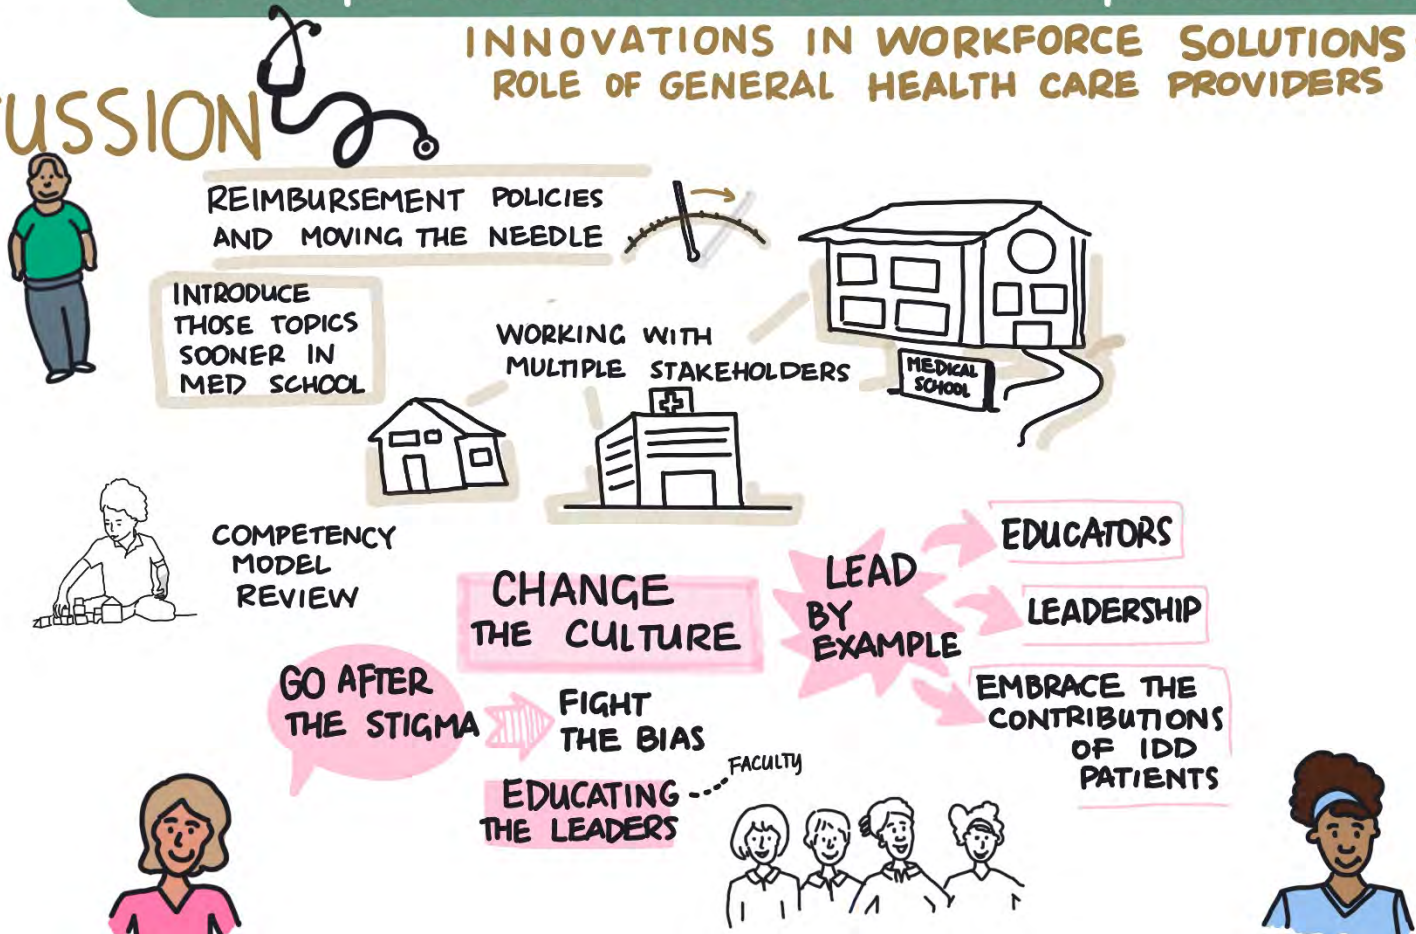 INNOVATIONS IN WORKFORCE SOLUTIONS
ROLE OF GENERAL HEALTH CARE PROVIDERS
USSION
REIMBURSEMENT POLICIES
AND MOVING THE NEEDLE
INTRODUCE
THOSE TOPICS
SOONER IN
MED SCHOOL
WORKING WITH
MULTIPLE STAKEHOLDERS
MEDICAL
SCHOOL
COMPETENCY
MODEL
REVIEW
CHANGE
THE CULTURE
LEAD
BY
EXAMPLE
EDUCATORS
LEADERSHIP
EMBRACE THE
CONTRIBUTIONS
OF IDD
PATIENTS
GO AFTER
THE STIGMA
FIGHT
THE BIAS
EDUCATING
THE LEADERS
FACULTY